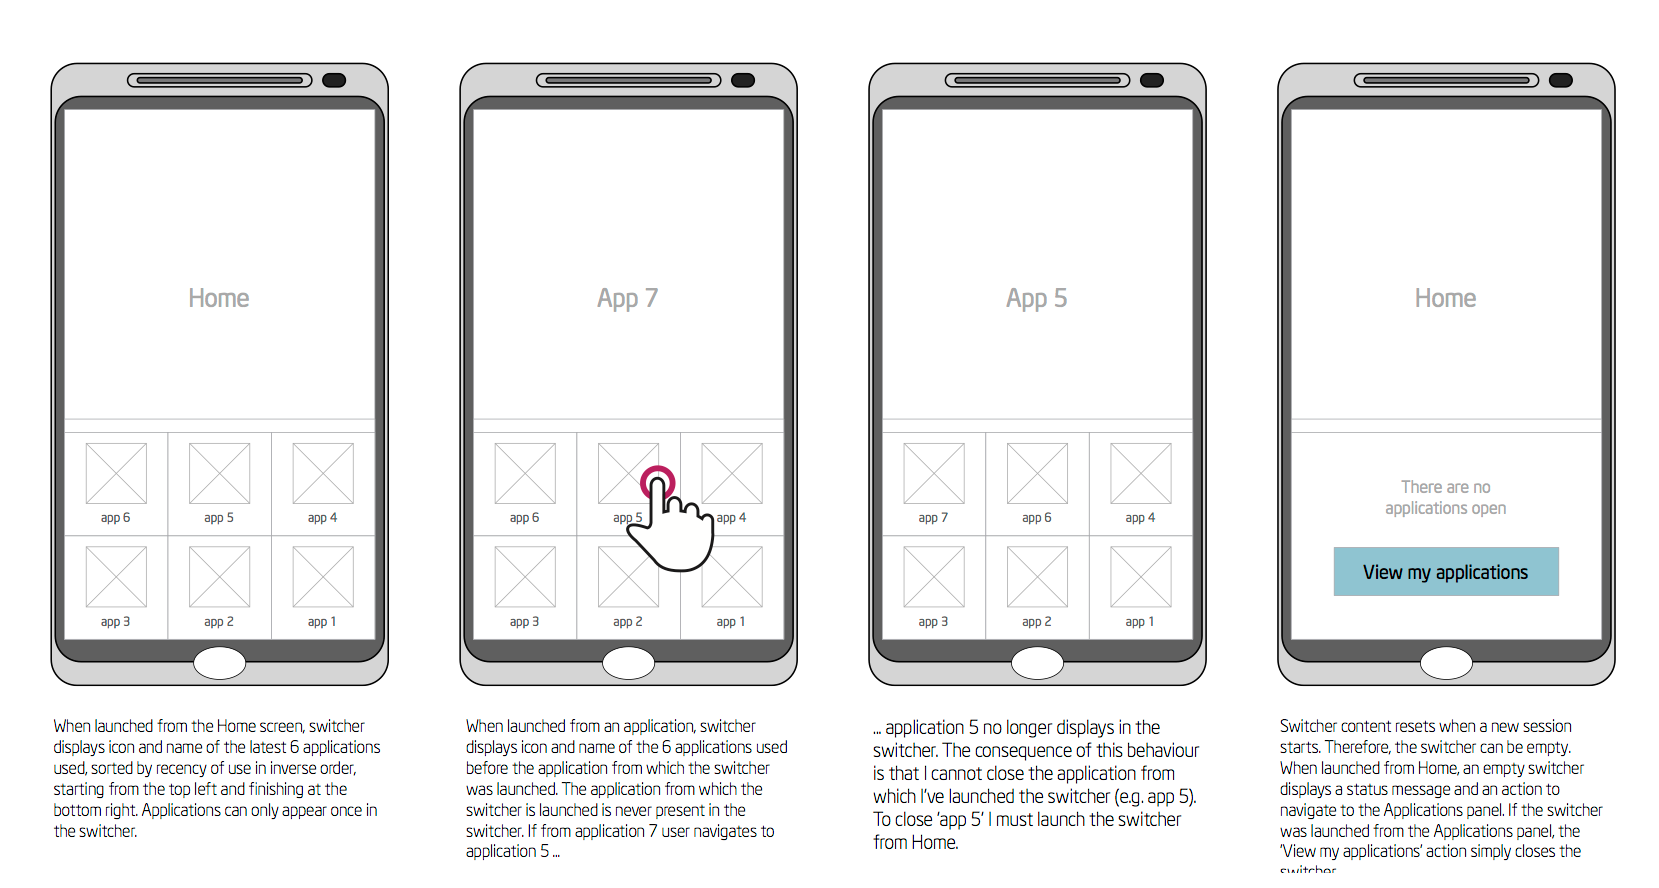 Home
app 6
app 5
app 4
app 3
app 2
app 1
When launched from the Home screen, switcher
displays icon and name of the latest 6 applications
used, sorted by recency of use in inverse order,
starting from the top left and finishing at the
bottom right. Applications can only appear once in
the switcher.
App 7
app 6
app 5
app 4
app 3
app 2
app 1
When launched from an application, switcher
displays icon and name of the 6 applications used
before the application from which the switcher
was launched. The application from which the
switcher is launched is never present in the
switcher. If from application 7 user navigates to
application 5 ...
App 5
app 7
app 6
app 4
app 3
app 2
app 1
... application 5 no longer displays in the
switcher. The consequence of this behaviour
is that I cannot close the application from
which I've launched the switcher (e.g. app 5).
To close 'app 5' I must launch the switcher
from Home.
Home
There are no
applications open
View my applications
Switcher content resets when a new session
starts. Therefore, the switcher can be empty.
When launched from Home, an empty switcher
displays a status message and an action to
navigate to the Applications panel. If the switcher
was launched from the Applications panel, the
'View my applications' action simply closes the
switcher